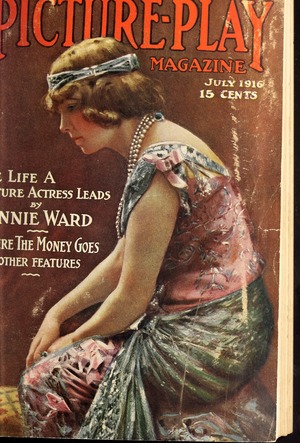 PICTURE-PLAY
MAGAZINE
JULY 1916
15 CENTS
LIFE A
TURE ACTRESS LEADS
BY
NNIE WARD
RE THE MONEY GOES
OTHER FEATURES